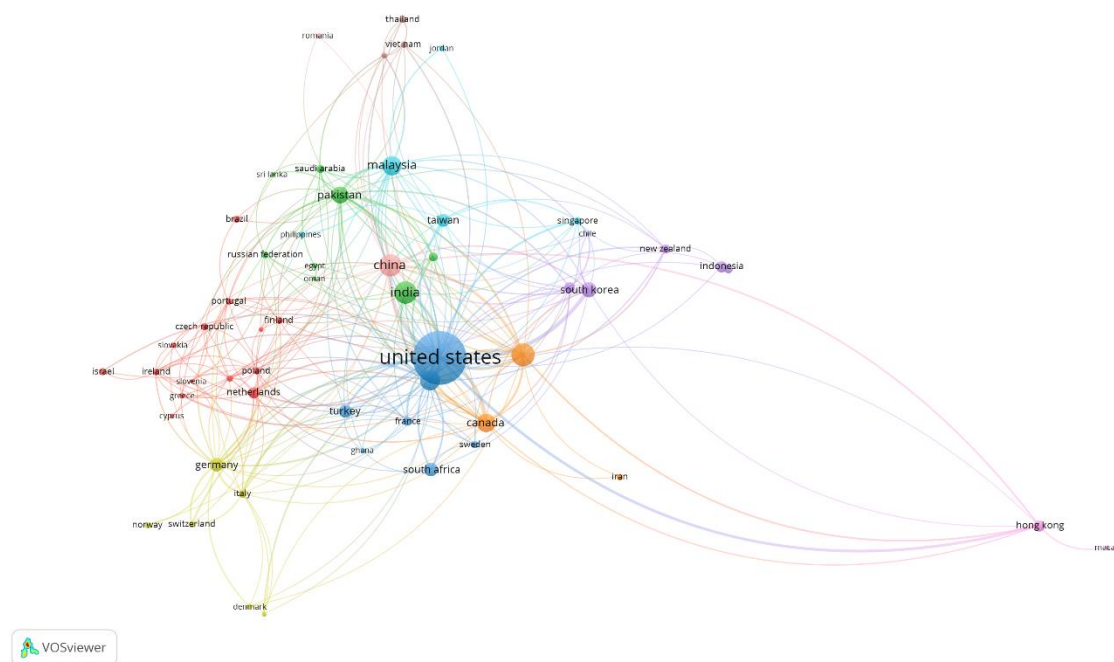 thailand
romania
vietnam
jordan
malaysia
saudi arabia
sri lanka
pakistan
brazil
taiwan
singapore
philippines
chile
new zealand
russian federation
china
egypt
indonesia
oman
india
south korea
portugal
finland
czech republic
slovakia
united states
israel
ireland
poland
slovenia
netherlands
greece
cyprus
turkey
france
canada
ghana
sweden
germany
south africa
iran
italy
norway
switzerland
hong kong
denmark
VOSviewer